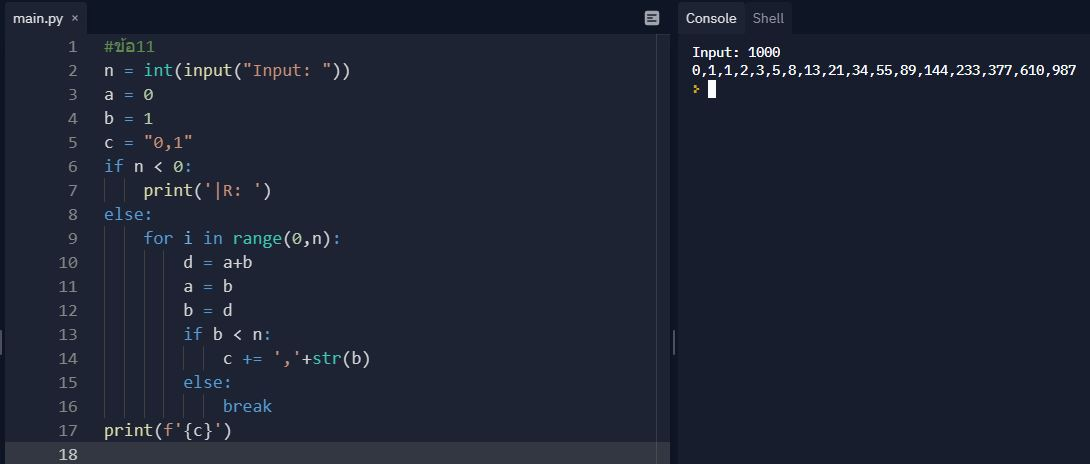 main.py ×
Console Shell
1 #ข้อ11
2 n = int(input("Input: "))
3 a = 0
4 b = 1
5 c = "0,1"
6 if n < 0:
7     print('|R: ')
8 else:
9     for i in range(0,n):
10         d = a+b
11         a = b
12         b = d
13         if b < n:
14             c += ','+str(b)
15         else:
16             break
17 print(f'{c}')
18
Input: 1000
0,1,1,2,3,5,8,13,21,34,55,89,144,233,377,610,987